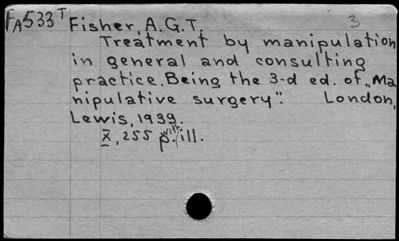 FA533T Fisher, A.G.T. 3
Treatment by manipulation
in general and consulting
practice. Being the 3-d ed. of „Ma
nipulative surgery". London,
Lewis, 1939.
X, 255 p. with ill.